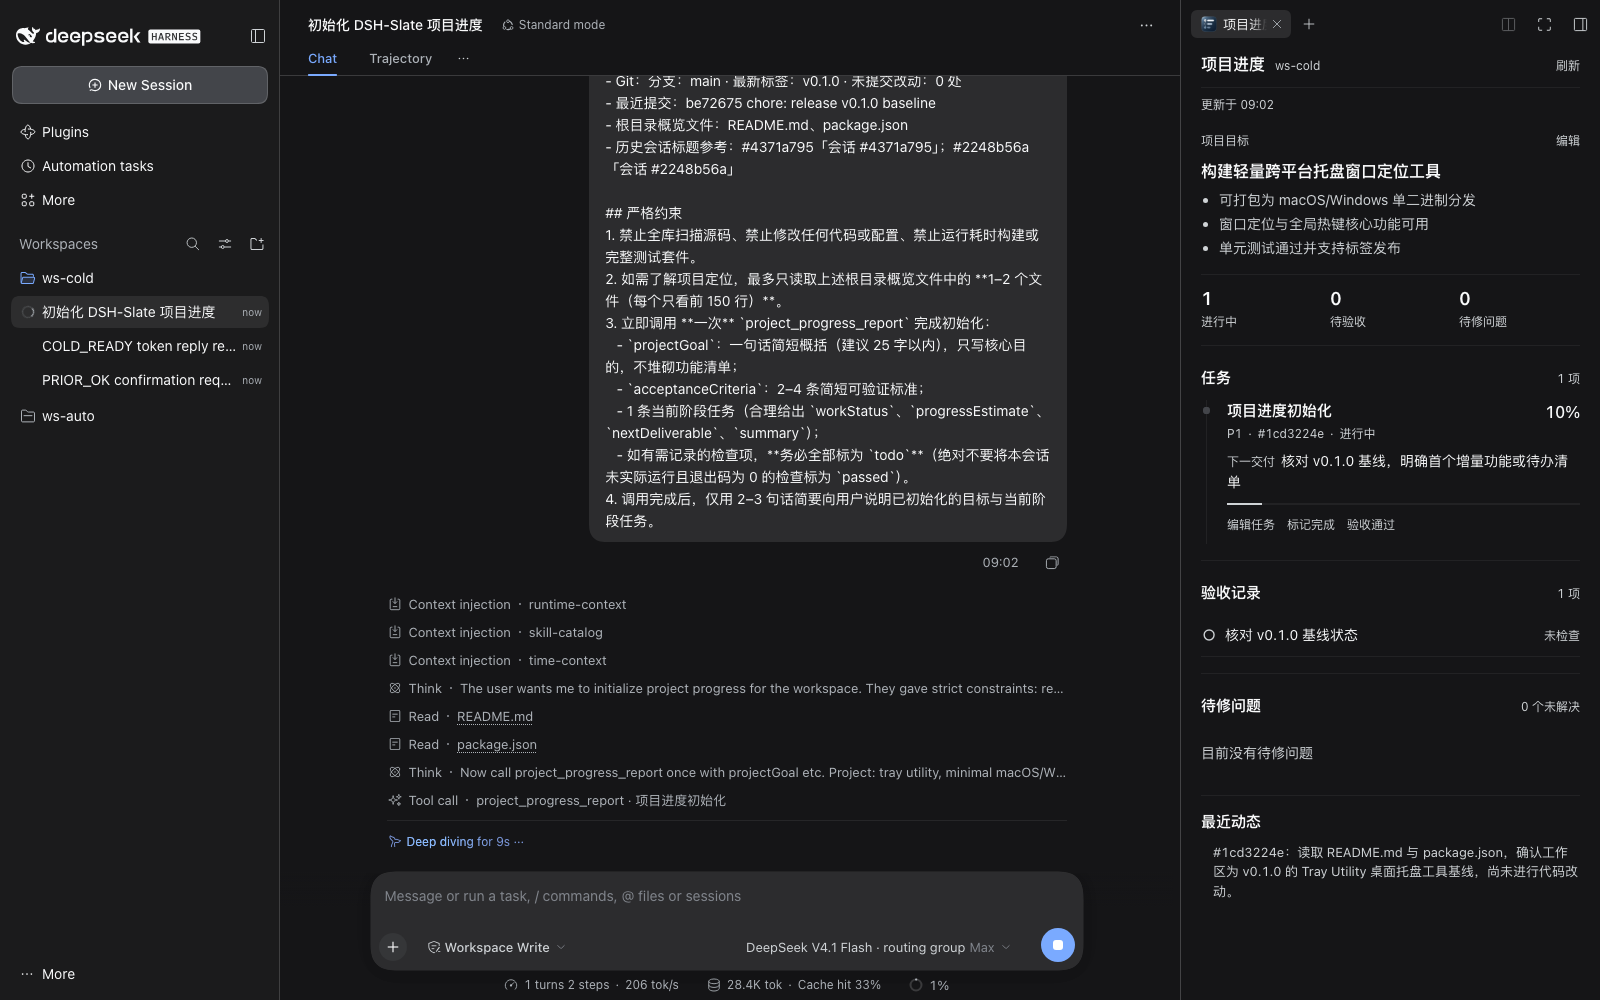 deepseek HARNESS
New Session
Plugins
Automation tasks
More
Workspaces
ws-cold
初始化 DSH-Slate 项目进度 now
COLD_READY token reply re... now
PRIOR_OK confirmation req... now
ws-auto
More
初始化 DSH-Slate 项目进度 Standard mode
Chat Trajectory
- Git：分支：main · 最新标签：v0.1.0 · 未提交改动：0 处
- 最近提交：be72675 chore: release v0.1.0 baseline
- 根目录概览文件：README.md、package.json
- 历史会话标题参考：#4371a795「会话 #4371a795」；#2248b56a
「会话 #2248b56a」
## 严格约束
1. 禁止全库扫描源码、禁止修改任何代码或配置、禁止运行耗时构建或
完整测试套件。
2. 如需了解项目定位，最多只读取上述根目录概览文件中的 **1–2 个文
件（每个只看前 150 行）**。
3. 立即调用 **一次** `project_progress_report` 完成初始化：
- `projectGoal`：一句话简短概括（建议 25 字以内），只写核心目
的，不堆砌功能清单；
- `acceptanceCriteria`：2–4 条简短可验证标准；
- 1 条当前阶段任务（合理给出 `workStatus`、`progressEstimate`、
`nextDeliverable`、`summary`）；
- 如有需记录的检查项，**务必全部标为 `todo`**（绝对不要将本会话
未实际运行且退出码为 0 的检查标为 `passed`）。
4. 调用完成后，仅用 2–3 句话简要向用户说明已初始化的目标与当前阶
段任务。
09:02
Context injection · runtime-context
Context injection · skill-catalog
Context injection · time-context
Think · The user wants me to initialize project progress for the workspace. They gave strict constraints: re...
Read · README.md
Read · package.json
Think · Now call project_progress_report once with projectGoal etc. Project: tray utility, minimal macOS/W...
Tool call · project_progress_report · 项目进度初始化
Deep diving for 9s ...
Message or run a task, / commands, @ files or sessions
Workspace Write
DeepSeek V4.1 Flash · routing group Max
1 turns 2 steps · 206 tok/s 28.4K tok · Cache hit 33% 1%
项目进
项目进度 ws-cold 刷新
更新于 09:02
项目目标 编辑
构建轻量跨平台托盘窗口定位工具
• 可打包为 macOS/Windows 单二进制分发
• 窗口定位与全局热键核心功能可用
• 单元测试通过并支持标签发布
1 0 0
进行中 待验收 待修问题
任务 1 项
项目进度初始化 10%
P1 · #1cd3224e · 进行中
下一交付 核对 v0.1.0 基线，明确首个增量功能或待办清
单
编辑任务 标记完成 验收通过
验收记录 1 项
核对 v0.1.0 基线状态 未检查
待修问题 0 个未解决
目前没有待修问题
最近动态
#1cd3224e：读取 README.md 与 package.json，确认工作
区为 v0.1.0 的 Tray Utility 桌面托盘工具基线，尚未进行代码改
动。